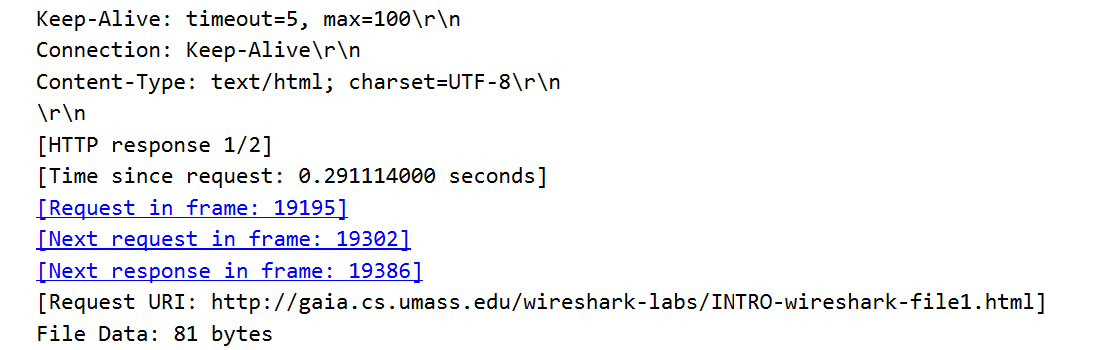 Keep-Alive: timeout=5, max=100\r\n
Connection: Keep-Alive\r\n
Content-Type: text/html; charset=UTF-8\r\n
\r\n
[HTTP response 1/2]
[Time since request: 0.291114000 seconds]
[Request in frame: 19195]
[Next request in frame: 19302]
[Next response in frame: 19386]
[Request URI: http://gaia.cs.umass.edu/wireshark-labs/INTRO-wireshark-file1.html]
File Data: 81 bytes